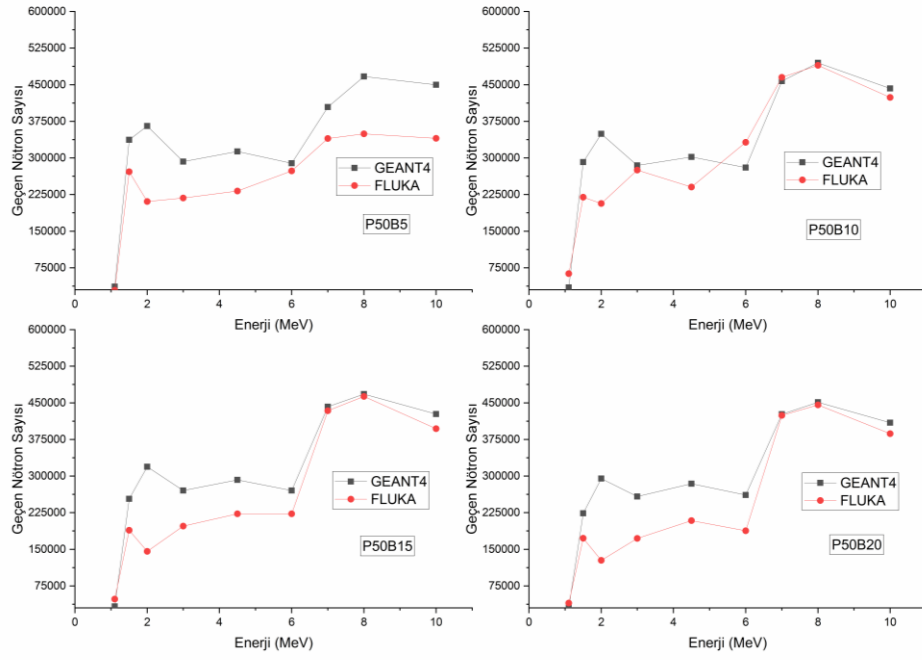 600000
525000
450000
375000
300000
225000
150000
75000
Geçen Nötron Sayısı
GEANT4
FLUKA
P50B5
0 2 4 6 8 10
Enerji (MeV)
600000
525000
450000
375000
300000
225000
150000
75000
Geçen Nötron Sayısı
GEANT4
FLUKA
P50B10
0 2 4 6 8 10
Enerji (MeV)
600000
525000
450000
375000
300000
225000
150000
75000
Geçen Nötron Sayısı
GEANT4
FLUKA
P50B15
0 2 4 6 8 10
Enerji (MeV)
600000
525000
450000
375000
300000
225000
150000
75000
Geçen Nötron Sayısı
GEANT4
FLUKA
P50B20
0 2 4 6 8 10
Enerji (MeV)